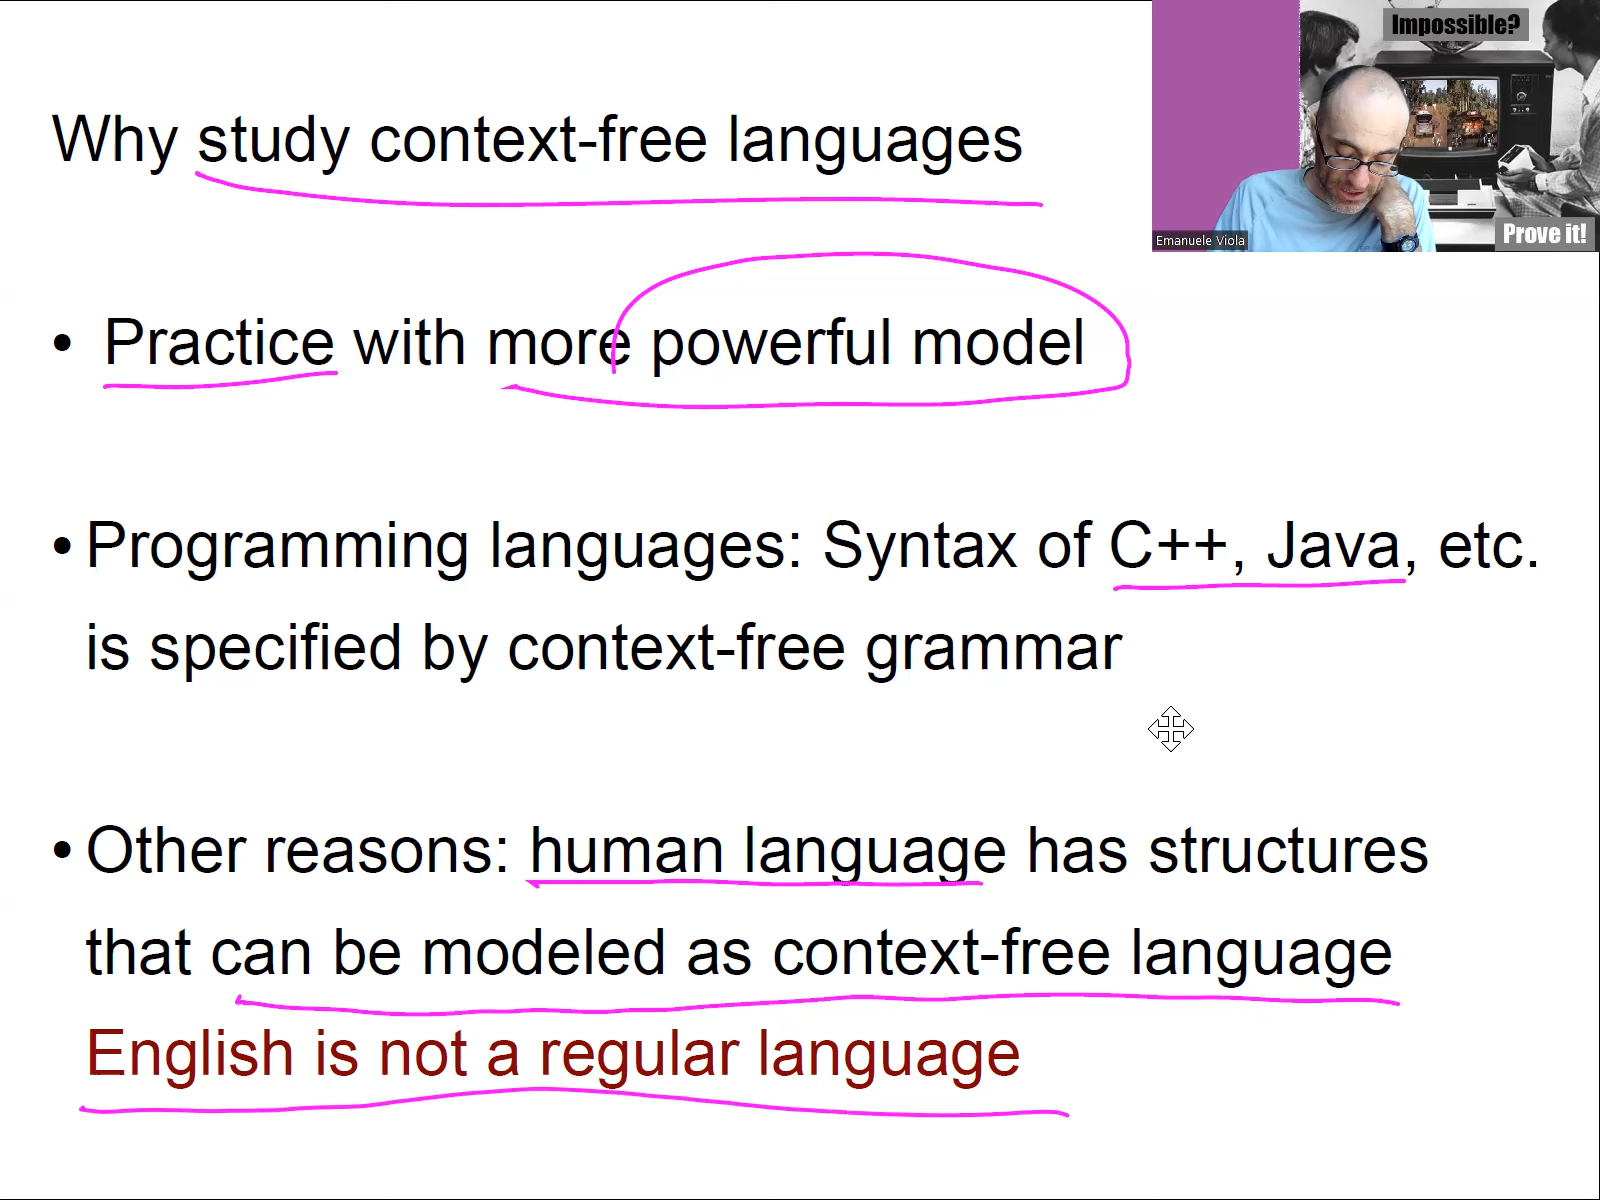 Impossible?
Why study context-free languages
Emanuele Viola
Prove it!
• Practice with more powerful model
• Programming languages: Syntax of C++, Java, etc.
is specified by context-free grammar
• Other reasons: human language has structures
that can be modeled as context-free language
English is not a regular language